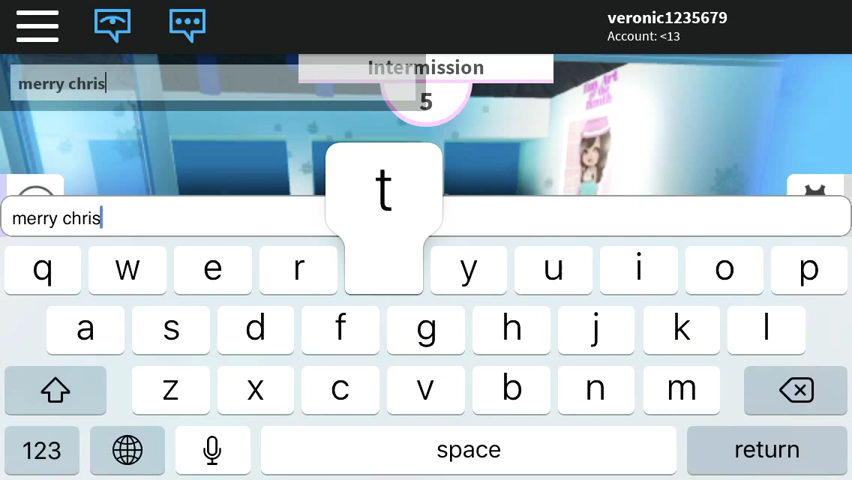 veronic1235679
Account: <13
Intermission
5
merry chris
merry chris
t
q w e r y u i o p
a s d f g h j k l
z x c v b n m
123 space return